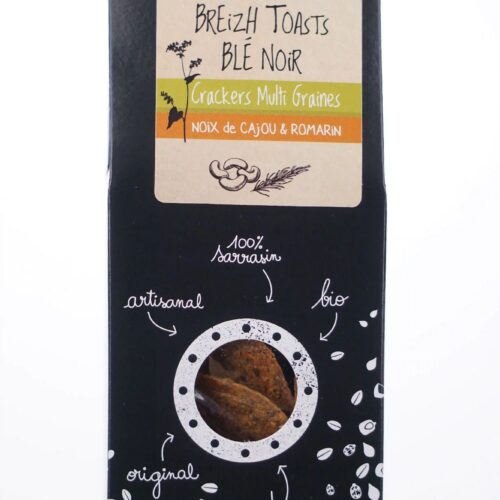 BREIZH TOASTS
BLÉ NOIR
Crackers Multi Graines
NOIX de CAJOU & ROMARIN
100%
sarrasin
artisanal
bio
original